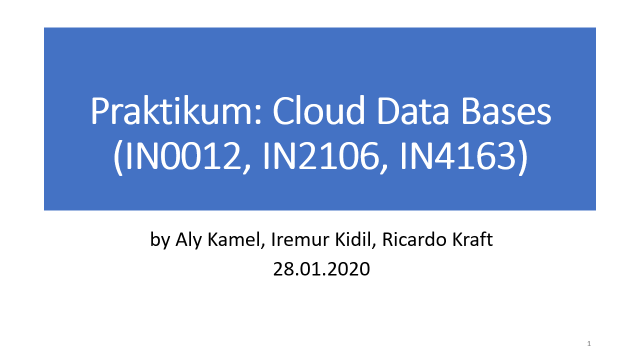 Praktikum: Cloud Data Bases
(IN0012, IN2106, IN4163)
by Aly Kamel, Iremur Kidil, Ricardo Kraft
28.01.2020
1